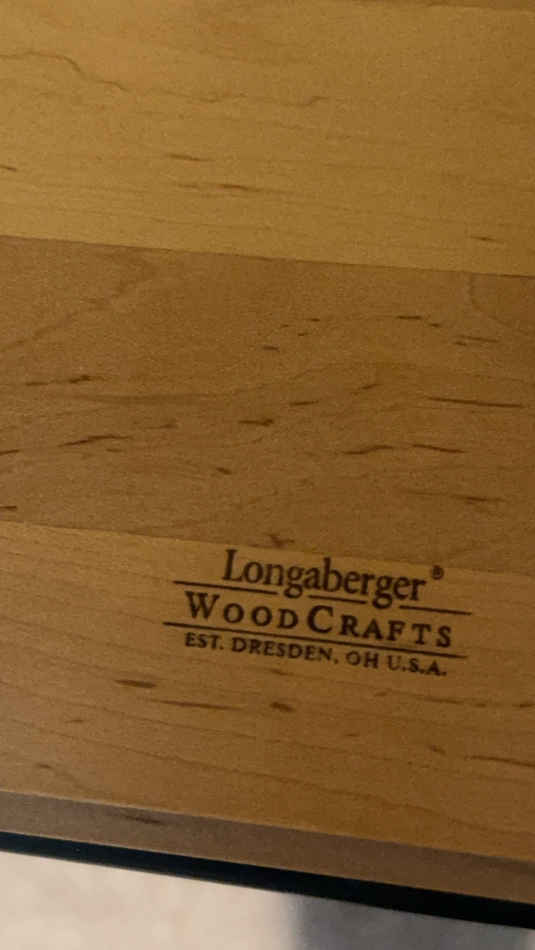 Longaberger®
WOODCRAFTS
EST. DRESDEN, OH U.S.A.